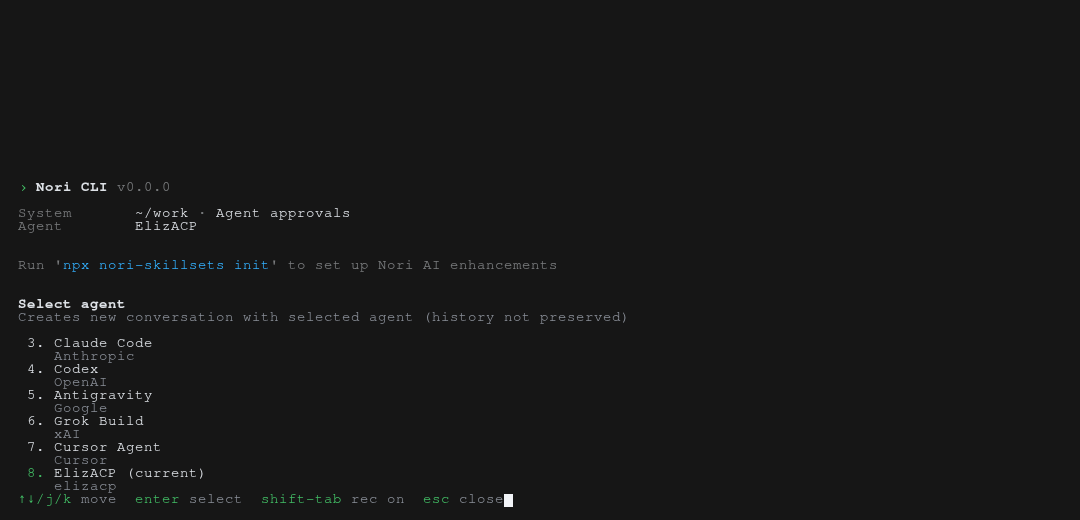 › Nori CLI v0.0.0
System ~/work · Agent approvals
Agent ElizACP
Run 'npx nori-skillsets init' to set up Nori AI enhancements
Select agent
Creates new conversation with selected agent (history not preserved)
3. Claude Code
Anthropic
4. Codex
OpenAI
5. Antigravity
Google
6. Grok Build
xAI
7. Cursor Agent
Cursor
8. ElizACP (current)
elizacp
↑↓/j/k move enter select shift-tab rec on esc close